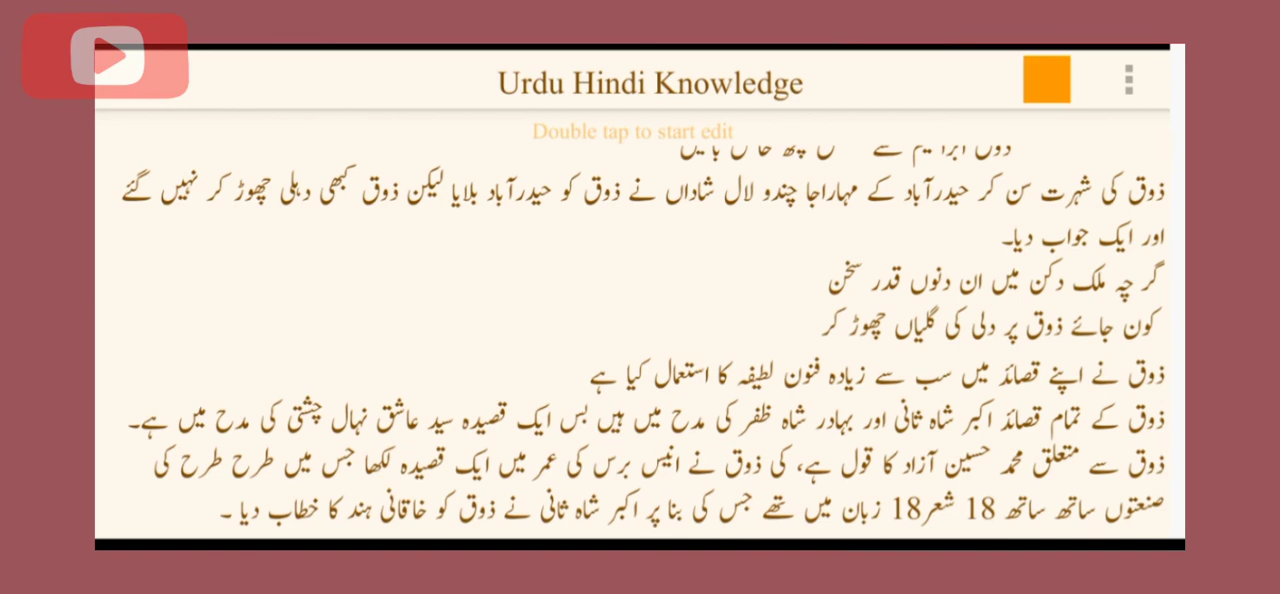 Urdu Hindi Knowledge
Double tap to start edit
ذوق کی شہرت سن کر حیدرآباد کے مہاراجا چندو لال شاداں نے ذوق کو حیدرآباد بلایا لیکن ذوق کبھی دہلی چھوڑ کر نہیں گئے
اور ایک جواب دیا۔
گر چہ ملک دکن میں ان دنوں قدر سخن
کون جائے ذوق پر دلی کی گلیاں چھوڑ کر
ذوق نے اپنے قصائد میں سب سے زیادہ فنون لطیفہ کا استعمال کیا ہے
ذوق کے تمام قصائد اکبر شاہ ثانی اور بہادر شاہ ظفر کی مدح میں ہیں بس ایک قصیدہ سید عاشق نہال چشتی کی مدح میں ہے۔
ذوق سے متعلق محمد حسین آزاد کا قول ہے، کی ذوق نے انیس برس کی عمر میں ایک قصیدہ لکھا جس میں طرح طرح کی
صنعتوں ساتھ ساتھ 18 شعر18 زبان میں تھے جس کی بنا پر اکبر شاہ ثانی نے ذوق کو خاقانی ہند کا خطاب دیا ۔